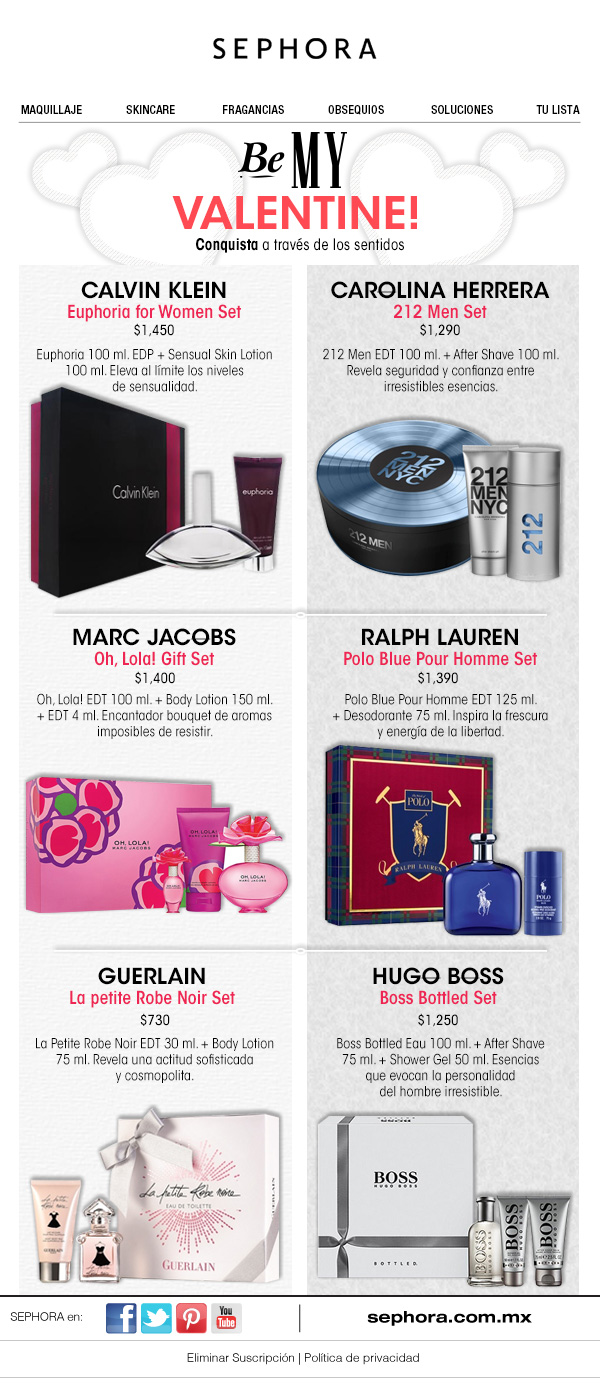 SEPHORA
MAQUILLAJE SKINCARE FRAGANCIAS OBSEQUIOS SOLUCIONES TU LISTA
Be MY
VALENTINE!
Conquista a través de los sentidos
CALVIN KLEIN
Euphoria for Women Set
$1,450
Euphoria 100 ml. EDP + Sensual Skin Lotion
100 ml. Eleva al límite los niveles
de sensualidad.
Calvin Klein
euphoria
CAROLINA HERRERA
212 Men Set
$1,290
212 Men EDT 100 ml. + After Shave 100 ml.
Revela seguridad y confianza entre
irresistibles esencias.
212
MEN
NYC
212 MEN
212
MEN
NYC
212
MARC JACOBS
Oh, Lola! Gift Set
$1,400
Oh, Lola! EDT 100 ml. + Body Lotion 150 ml.
+ EDT 4 ml. Encantador bouquet de aromas
imposibles de resistir.
OH, LOLA!
MARC JACOBS
OH, LOLA!
MARC JACOBS
OH, LOLA!
MARC JACOBS
RALPH LAUREN
Polo Blue Pour Homme Set
$1,390
Polo Blue Pour Homme EDT 125 ml.
+ Desodorante 75 ml. Inspira la frescura
y energía de la libertad.
POLO
RALPH LAUREN
POLO
GUERLAIN
La petite Robe Noir Set
$730
La Petite Robe Noir EDT 30 ml. + Body Lotion
75 ml. Revela una actitud sofisticada
y cosmopolita.
La petite Robe noire
EAU DE TOILETTE
GUERLAIN
GUERLAIN
HUGO BOSS
Boss Bottled Set
$1,250
Boss Bottled Eau 100 ml. + After Shave
75 ml. + Shower Gel 50 ml. Esencias
que evocan la personalidad
del hombre irresistible.
BOSS
HUGO BOSS
BOTTLED.
BOSS
BOSS
BOSS
SEPHORA en:
You
Tube
sephora.com.mx
Eliminar Suscripción | Política de privacidad